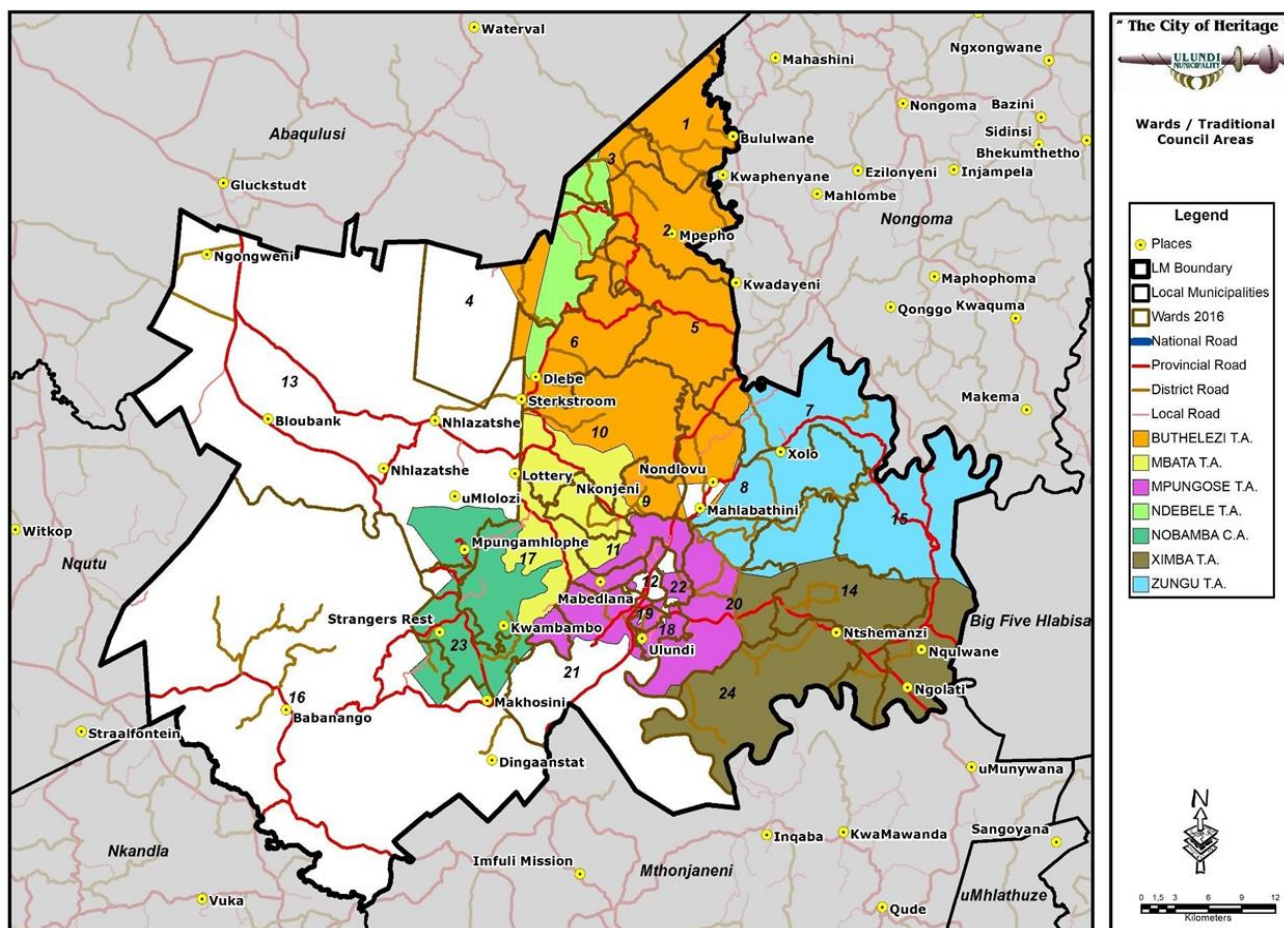 Waterval
Mahashini
Ngxongwane
Nongoma
Bazini
Sidinsi
Bhekumthetho
Abaqulusi
1
Bululwane
3
Kwaphenyane
Ezilonyeni
Injampela
Gluckstudt
Mahlombe
Nongoma
2
Mpepho
Ngongweni
Kwadayeni
Maphophoma
4
Qonggo
Kwaquma
5
6
13
Dlebe
Sterkstroom
Makema
Bloubank
Nhlazatshe
10
7
Xolo
Nhlazatshe
Lottery
Nkonjeni
Nondlovu
8
uMlolozi
9
Mahlabathini
15
Witkop
Nqutu
Mpungamhlophe
17
11
Mabedlana
12
22
14
20
Strangers Rest
Kwambambo
19
18
Ulundi
Ntshemanzi
Big Five Hlabisa
23
21
Nqulwane
16
Babanango
Makhosini
24
Ngolati
Straalfontein
Dingaanstat
uMunywana
Nkandla
Imfuli Mission
Mthonjaneni
Inqaba
KwaMawanda
Sangoyana
Vuka
Qude
uMhlathuze
" The City of Heritage
ULUNDI
MUNICIPALITY
Wards / Traditional
Council Areas
Legend
Places
LM Boundary
Local Municipalities
Wards 2016
National Road
Provincial Road
District Road
Local Road
BUTHELEZI T.A.
MBATA T.A.
MPUNGOSE T.A.
NDEBELE T.A.
NOBAMBA C.A.
XIMBA T.A.
ZUNGU T.A.
N
0 1,5 3 6 9 12
Kilometers